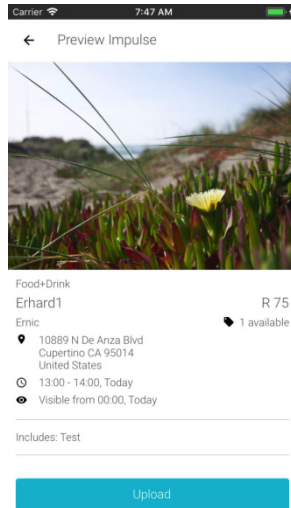 Carrier 7:47 AM
Preview Impulse
Food+Drink
Erhard1 R 75
Ernic 1 available
10889 N De Anza Blvd
Cupertino CA 95014
United States
13:00 - 14:00, Today
Visible from 00:00, Today
Includes: Test
Upload